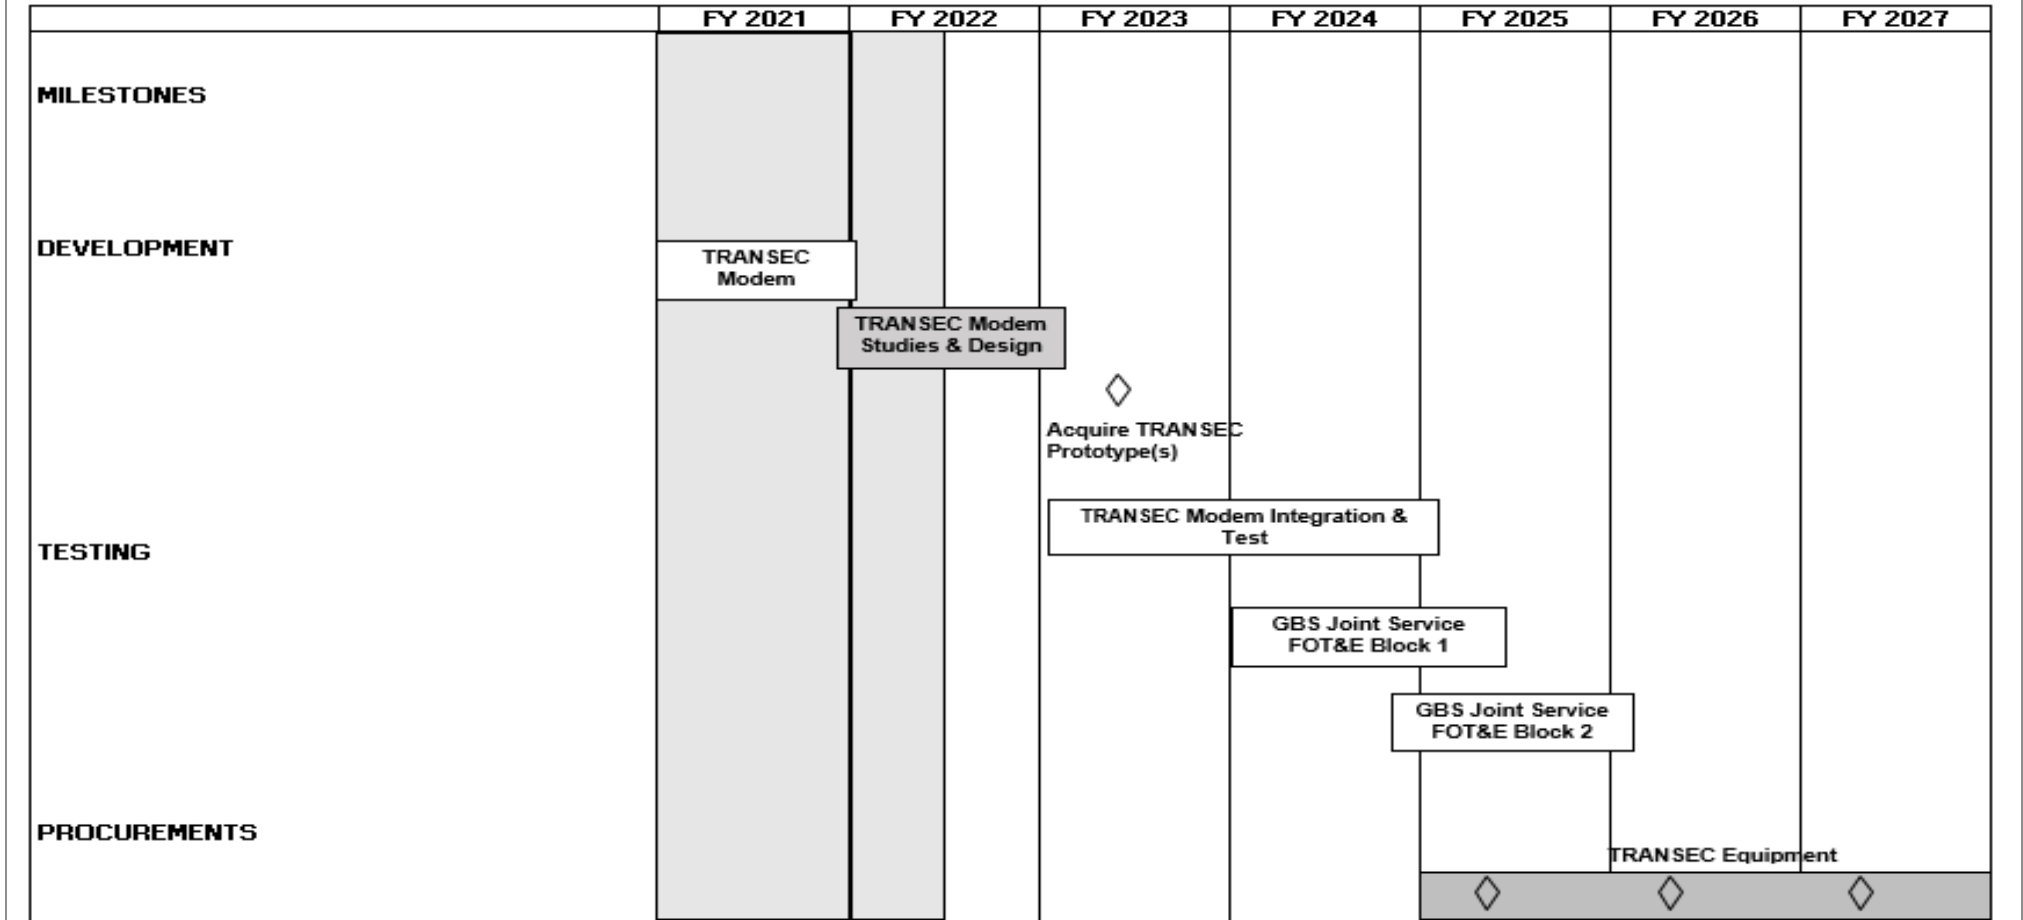 FY 2021 FY 2022 FY 2023 FY 2024 FY 2025 FY 2026 FY 2027
MILESTONES
DEVELOPMENT
TRANSEC
Modem
TRANSEC Modem
Studies & Design
Acquire TRANSEC
Prototype(s)
TRANSEC Modem Integration &
Test
TESTING
GBS Joint Service
FOT&E Block 1
GBS Joint Service
FOT&E Block 2
PROCUREMENTS
TRANSEC Equipment